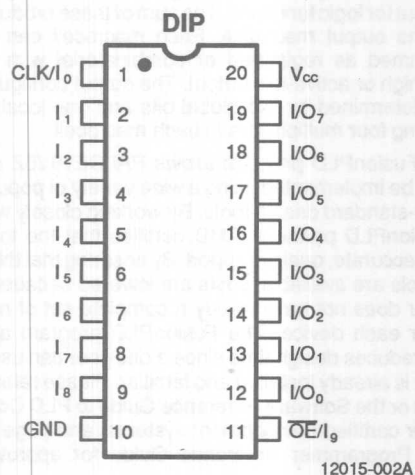 DIP
CLK/I0 1 20 VCC
I1 2 19 I/O7
I2 3 18 I/O6
I3 4 17 I/O5
I4 5 16 I/O4
I5 6 15 I/O3
I6 7 14 I/O2
I7 8 13 I/O1
I8 9 12 I/O0
GND 10 11 OE/I9
12015-002A